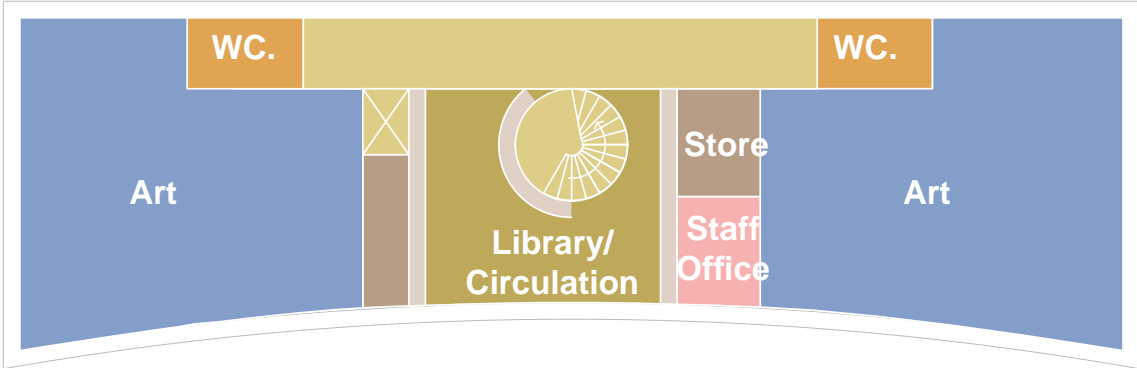 WC.
WC.
Art
Store
Art
Library/
Circulation
Staff
Office